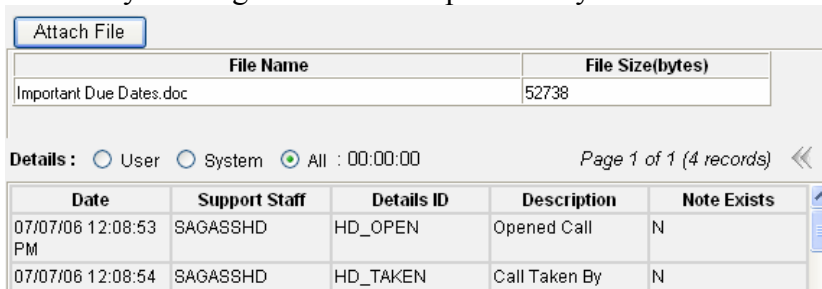 Attach File
File Name File Size(bytes)
Important Due Dates.doc 52738
Details : User System All : 00:00:00 Page 1 of 1 (4 records)
Date Support Staff Details ID Description Note Exists
07/07/06 12:08:53 PM SAGASSHD HD_OPEN Opened Call N
07/07/06 12:08:54 SAGASSHD HD_TAKEN Call Taken By N